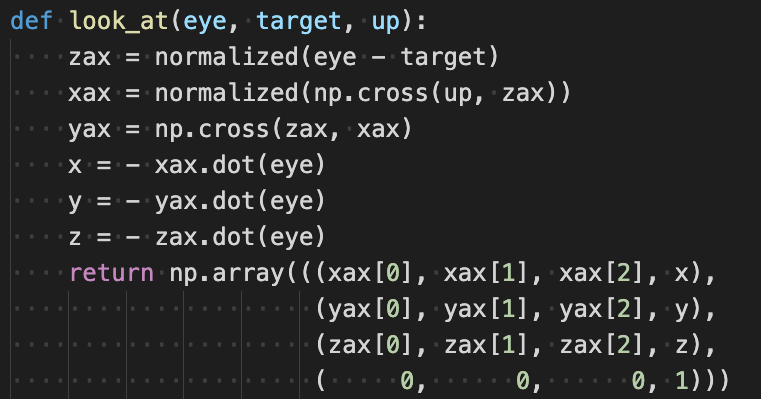 def look_at(eye, target, up):
    zax = normalized(eye - target)
    xax = normalized(np.cross(up, zax))
    yax = np.cross(zax, xax)
    x = - xax.dot(eye)
    y = - yax.dot(eye)
    z = - zax.dot(eye)
    return np.array(((xax[0], xax[1], xax[2], x),
                     (yax[0], yax[1], yax[2], y),
                     (zax[0], zax[1], zax[2], z),
                     (     0,      0,      0, 1)))